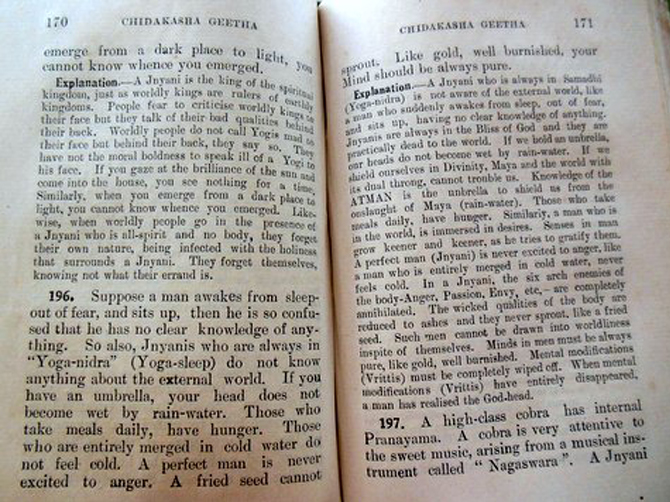 170 CHIDAKASHA GEETHA
emerge from a dark place to light, you
cannot know whence you emerged.
Explanation.—A Jnyani is the king of the spiritual
kingdom, just as worldly kings are rulers of earthly
kingdoms. People fear to criticise worldly kings to
their face but they talk of their bad qualities behind
their back. Worldly people do not call Yogis mad to
their face but behind their back, they say so. They
have not the moral boldness to speak ill of a Yogi to
his face. If you gaze at the brilliance of the sun and
come into the house, you see nothing for a time.
Similarly, when you emerge from a dark place to
light, you cannot know whence you emerged. Like-
wise, when worldly people go in the presence of
a Jnyani who is all-spirit and no body, they forget
their own nature, being infected with the holiness
that surrounds a Jnyani. They forget themselves,
knowing not what their errand is.
196. Suppose a man awakes from sleep-
out of fear, and sits up, then he is so confu-
sed that he has no clear knowledge of any-
thing. So also, Jnyanis who are always in
"Yoga-nidra" (Yoga-sleep) do not know
anything about the external world. If you
have an umbrella, your head does not
become wet by rain-water. Those who
take meals daily, have hunger. Those
who are entirely merged in cold water do
not feel cold. A perfect man is never
excited to anger. A fried seed cannot
CHIDAKASHA GEETHA 171
sprout. Like gold, well burnished, your
Mind should be always pure.
Explanation.—A Jnyani who is always in Samadhi
(Yoga-nidra) is not aware of the external world, like
a man who suddenly awakes from sleep, out of fear,
and sits up, having no clear knowledge of anything.
Jnyanis are always in the Bliss of God and they are
practically dead to the world. If we hold an umbrella,
our heads do not become wet by rain-water. If we
shield ourselves in Divinity, Maya and the world with
its dual throng, cannot trouble us. Knowledge of the
ATMAN is the umbrella to shield us from the
onslaught of Maya (rain-water). Those who take
meals daily, have hunger. Similarly, a man who is
in the world, is immersed in desires. Senses in man
grow keener and keener, as he tries to gratify them.
A perfect man (Jnyani) is never excited to anger, like
a man who is entirely merged in cold water, never
feels cold. In a Jnyani, the six arch enemies of
the body-Anger, Passion, Envy, etc,—are completely
annihilated. The wicked qualities of the body are
reduced to ashes and they never sprout, like a fried
seed. Such men cannot be drawn into worldliness
inspite of themselves. Minds in men must be always
pure, like gold, well burnished. Mental modifications
(Vrittis) must be completely wiped off. When mental
modifications (Vrittis) have entirely disappeared,
a man has realised the God-head.
197. A high-class cobra has internal
Pranayama. A cobra is very attentive to
the sweet music, arising from a musical ins-
trument called "Nagaswara". A Jnyani